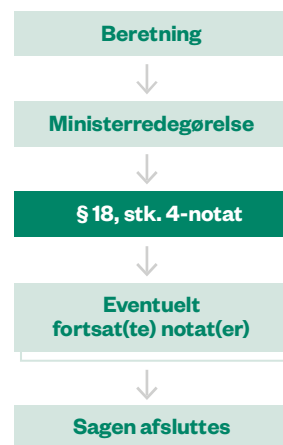 Beretning
Ministerredegørelse
§ 18, stk. 4-notat
Eventuelt
fortsat(te) notat(er)
Sagen afsluttes